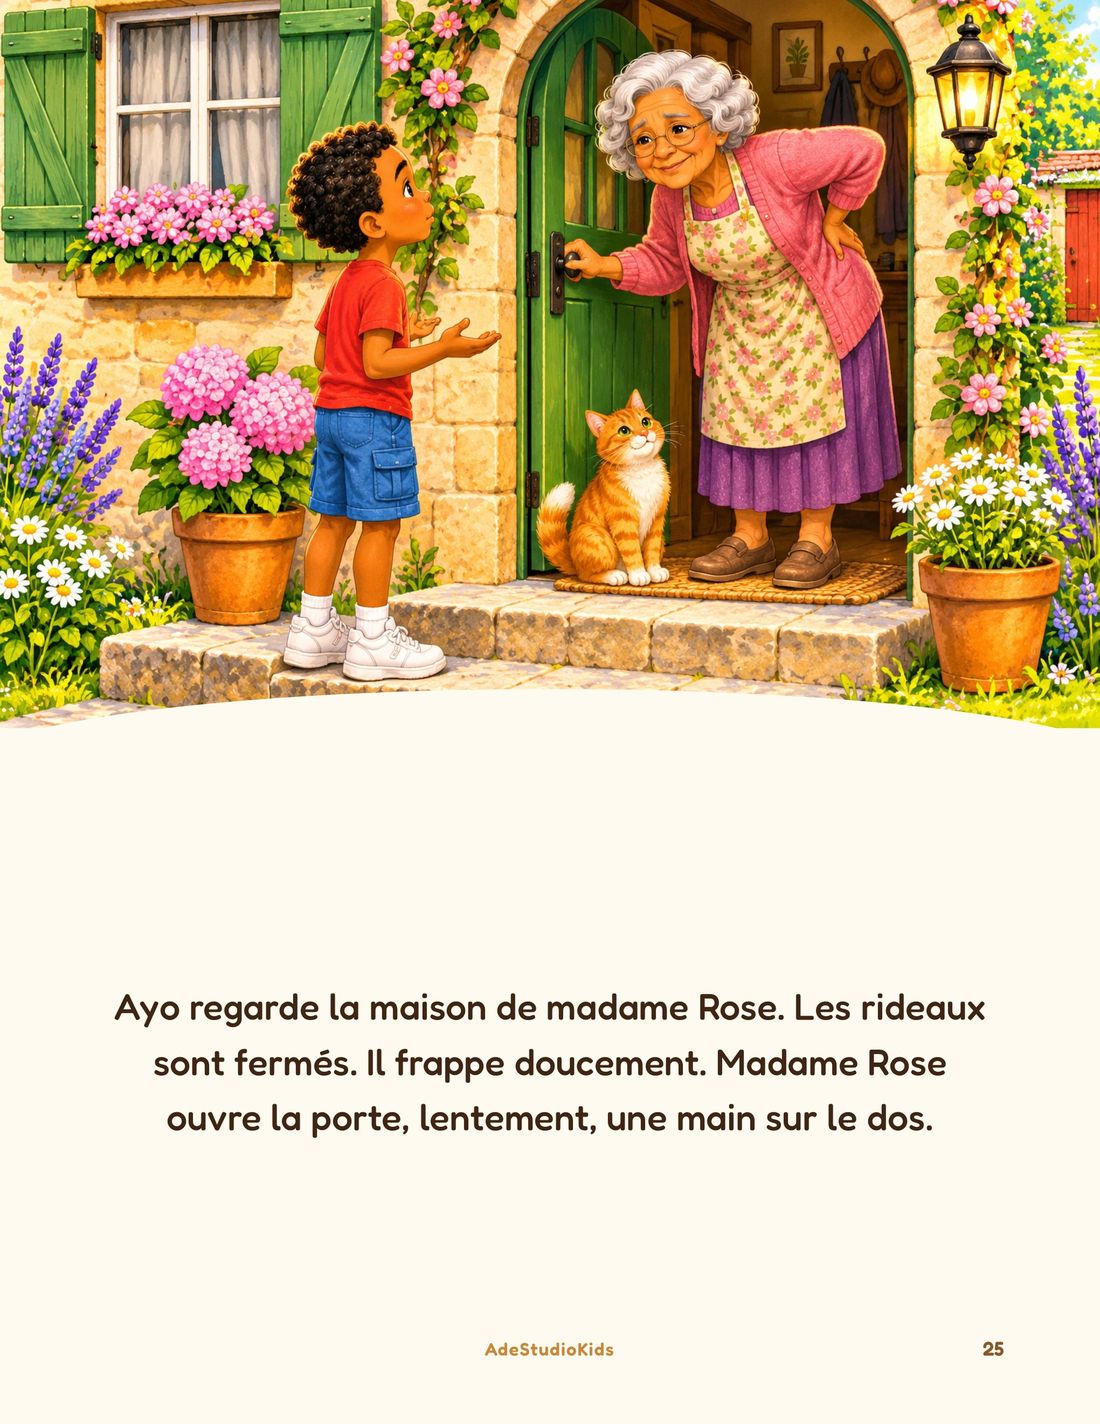 Ayo regarde la maison de madame Rose. Les rideaux
sont fermés. Il frappe doucement. Madame Rose
ouvre la porte, lentement, une main sur le dos.
AdeStudioKids
25